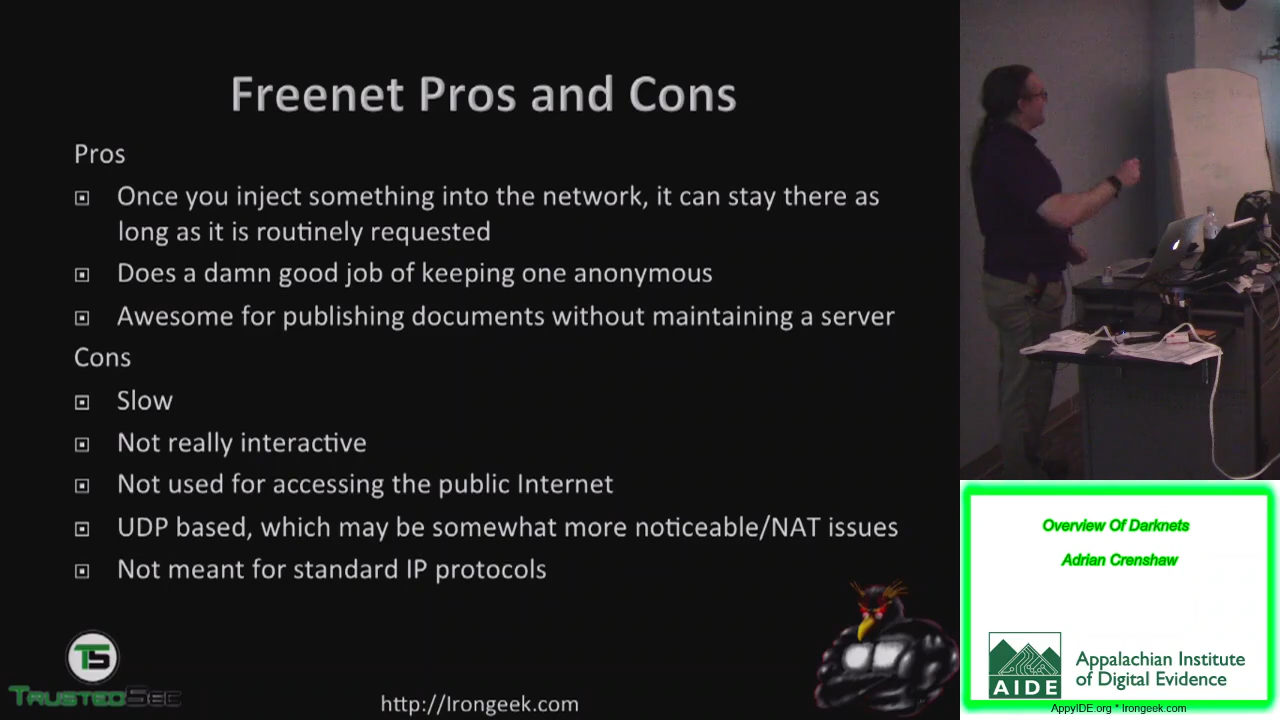 Freenet Pros and Cons
Pros
Once you inject something into the network, it can stay there as
long as it is routinely requested
Does a damn good job of keeping one anonymous
Awesome for publishing documents without maintaining a server
Cons
Slow
Not really interactive
Not used for accessing the public Internet
UDP based, which may be somewhat more noticeable/NAT issues
Not meant for standard IP protocols
TS
TRUSTEDSEC
http://Irongeek.com
Overview Of Darknets
Adrian Crenshaw
AIDE
Appalachian Institute
of Digital Evidence
AppyIDE.org * Irongeek.com